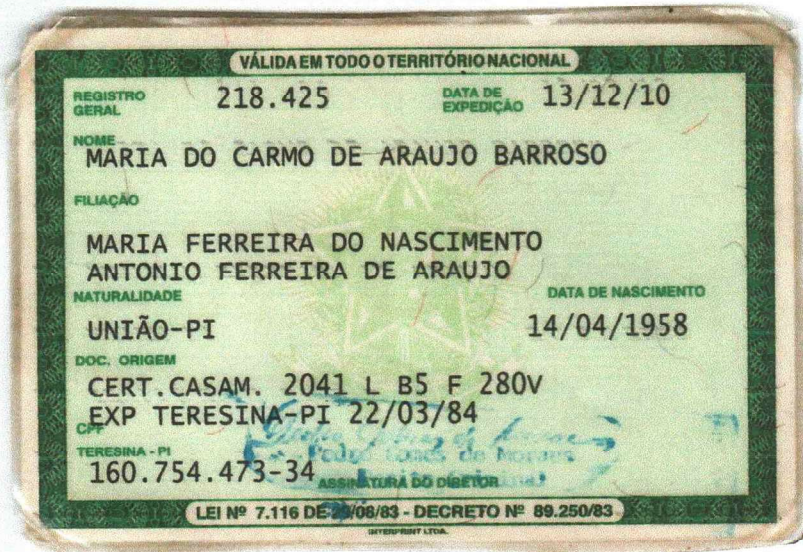 VÁLIDA EM TODO O TERRITÓRIO NACIONAL
REGISTRO GERAL 218.425 DATA DE EXPEDIÇÃO 13/12/10
NOME
MARIA DO CARMO DE ARAUJO BARROSO
FILIAÇÃO
MARIA FERREIRA DO NASCIMENTO
ANTONIO FERREIRA DE ARAUJO
NATURALIDADE DATA DE NASCIMENTO
UNIÃO-PI 14/04/1958
DOC. ORIGEM
CERT.CASAM. 2041 L B5 F 280V
EXP TERESINA-PI 22/03/84
CPF
TERESINA - PI
160.754.473-34 ASSINATURA DO DIRETOR
LEI Nº 7.116 DE 29/08/83 - DECRETO Nº 89.250/83
INTERPRINT LTDA.